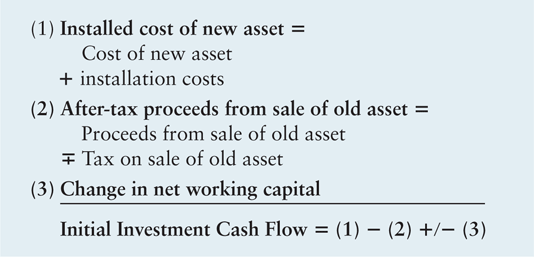 (1) Installed cost of new asset =
Cost of new asset
+ installation costs
(2) After-tax proceeds from sale of old asset =
Proceeds from sale of old asset
∓ Tax on sale of old asset
(3) Change in net working capital
Initial Investment Cash Flow = (1) − (2) +/− (3)